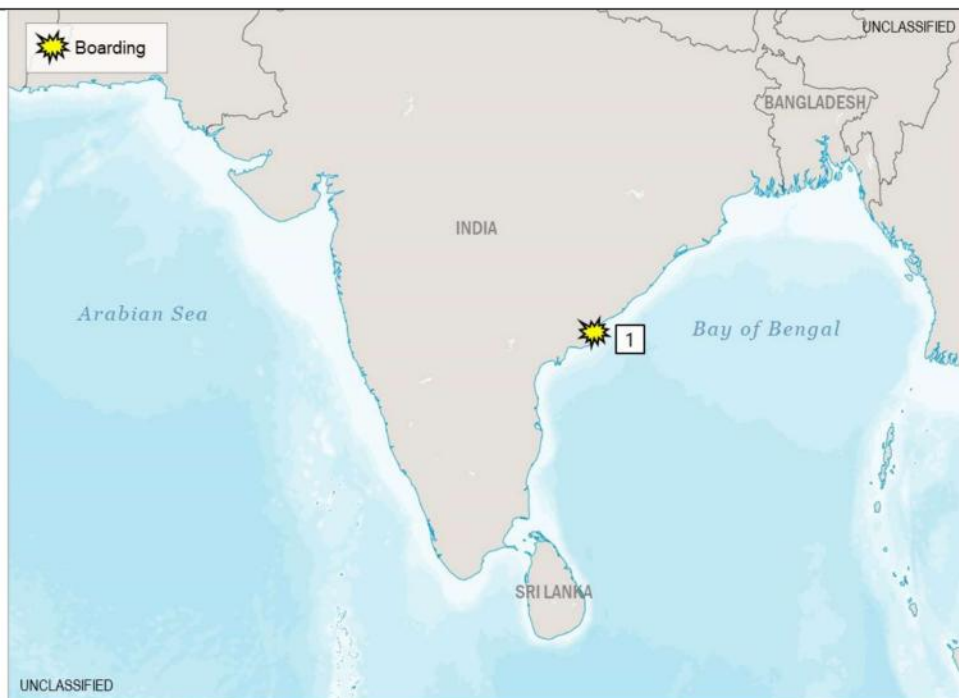 Boarding
UNCLASSIFIED
BANGLADESH
INDIA
Arabian Sea
Bay of Bengal
1
SRI LANKA
UNCLASSIFIED